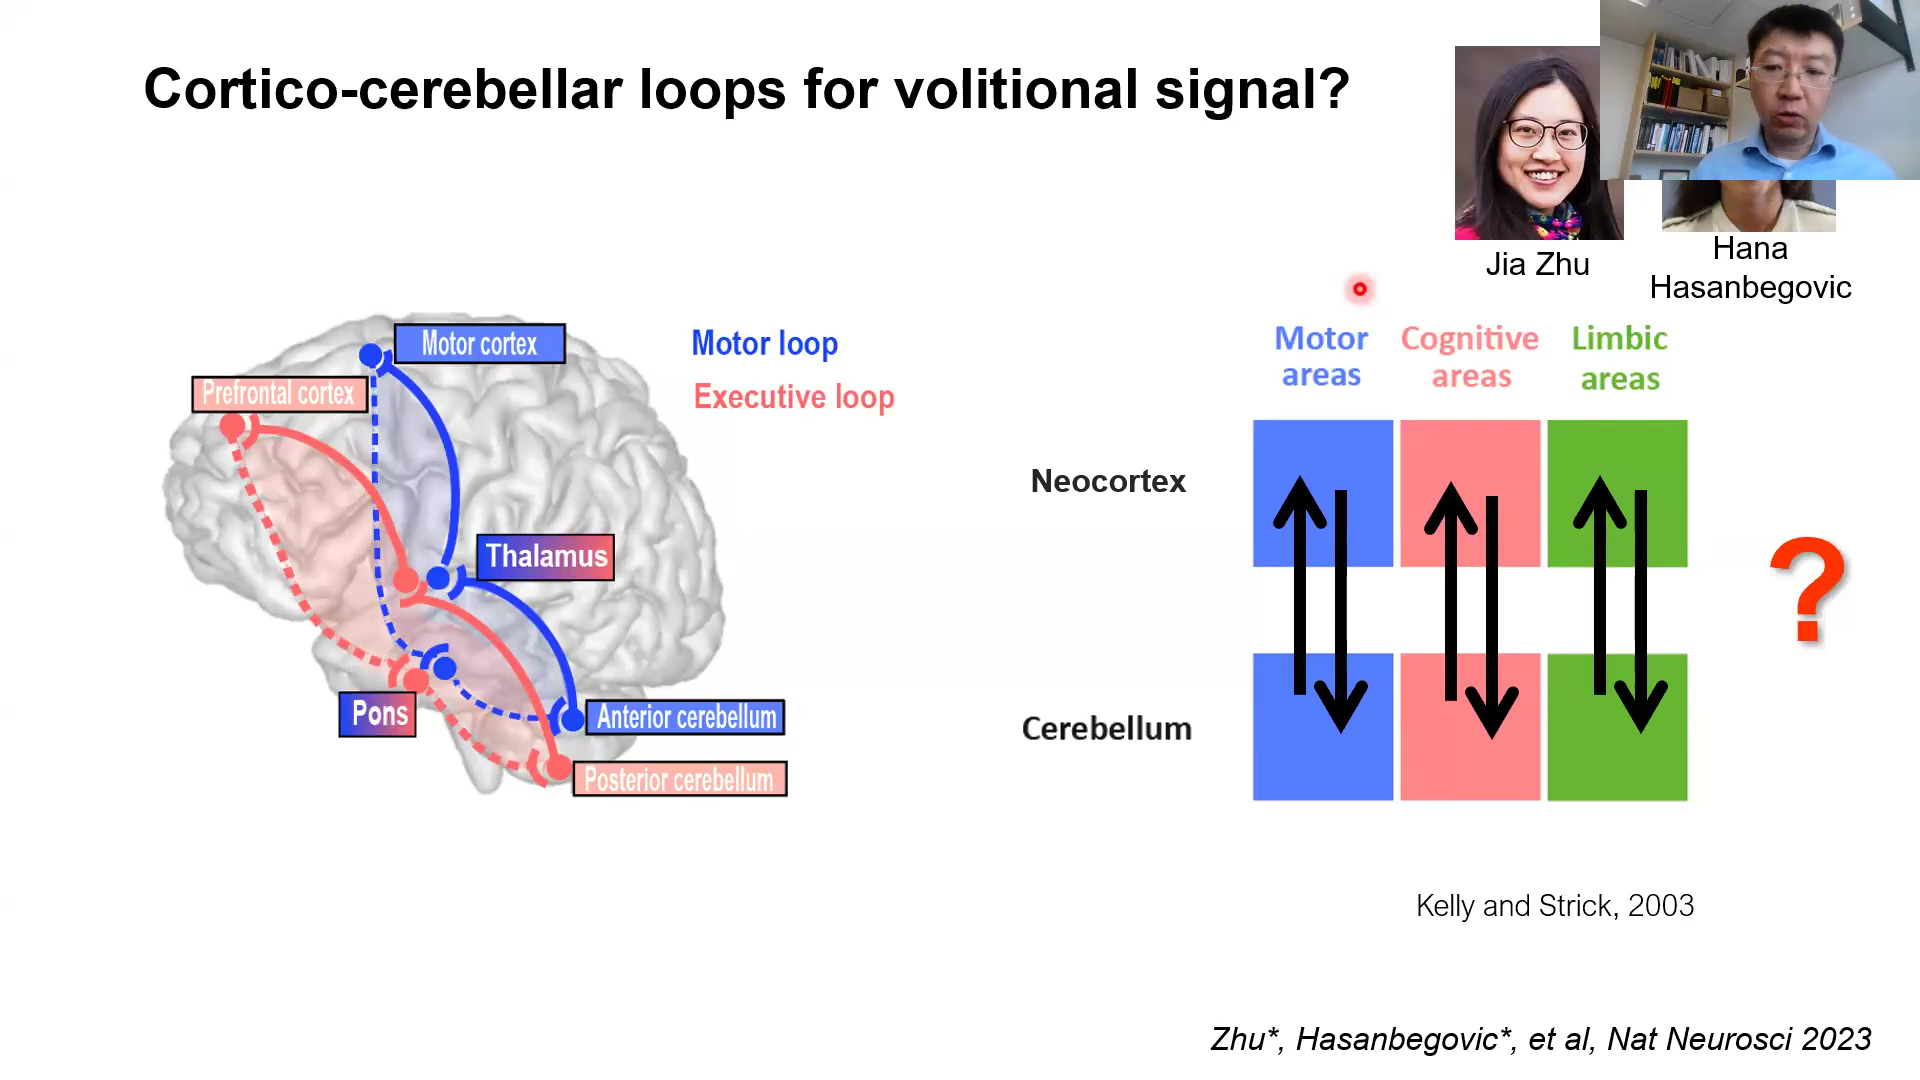 Cortico-cerebellar loops for volitional signal?
Jia Zhu
Hana
Hasanbegovic
Motor cortex
Prefrontal cortex
Motor loop
Executive loop
Thalamus
Pons
Anterior cerebellum
Posterior cerebellum
Motor
areas
Cognitive
areas
Limbic
areas
Neocortex
?
Cerebellum
Kelly and Strick, 2003
Zhu*, Hasanbegovic*, et al, Nat Neurosci 2023